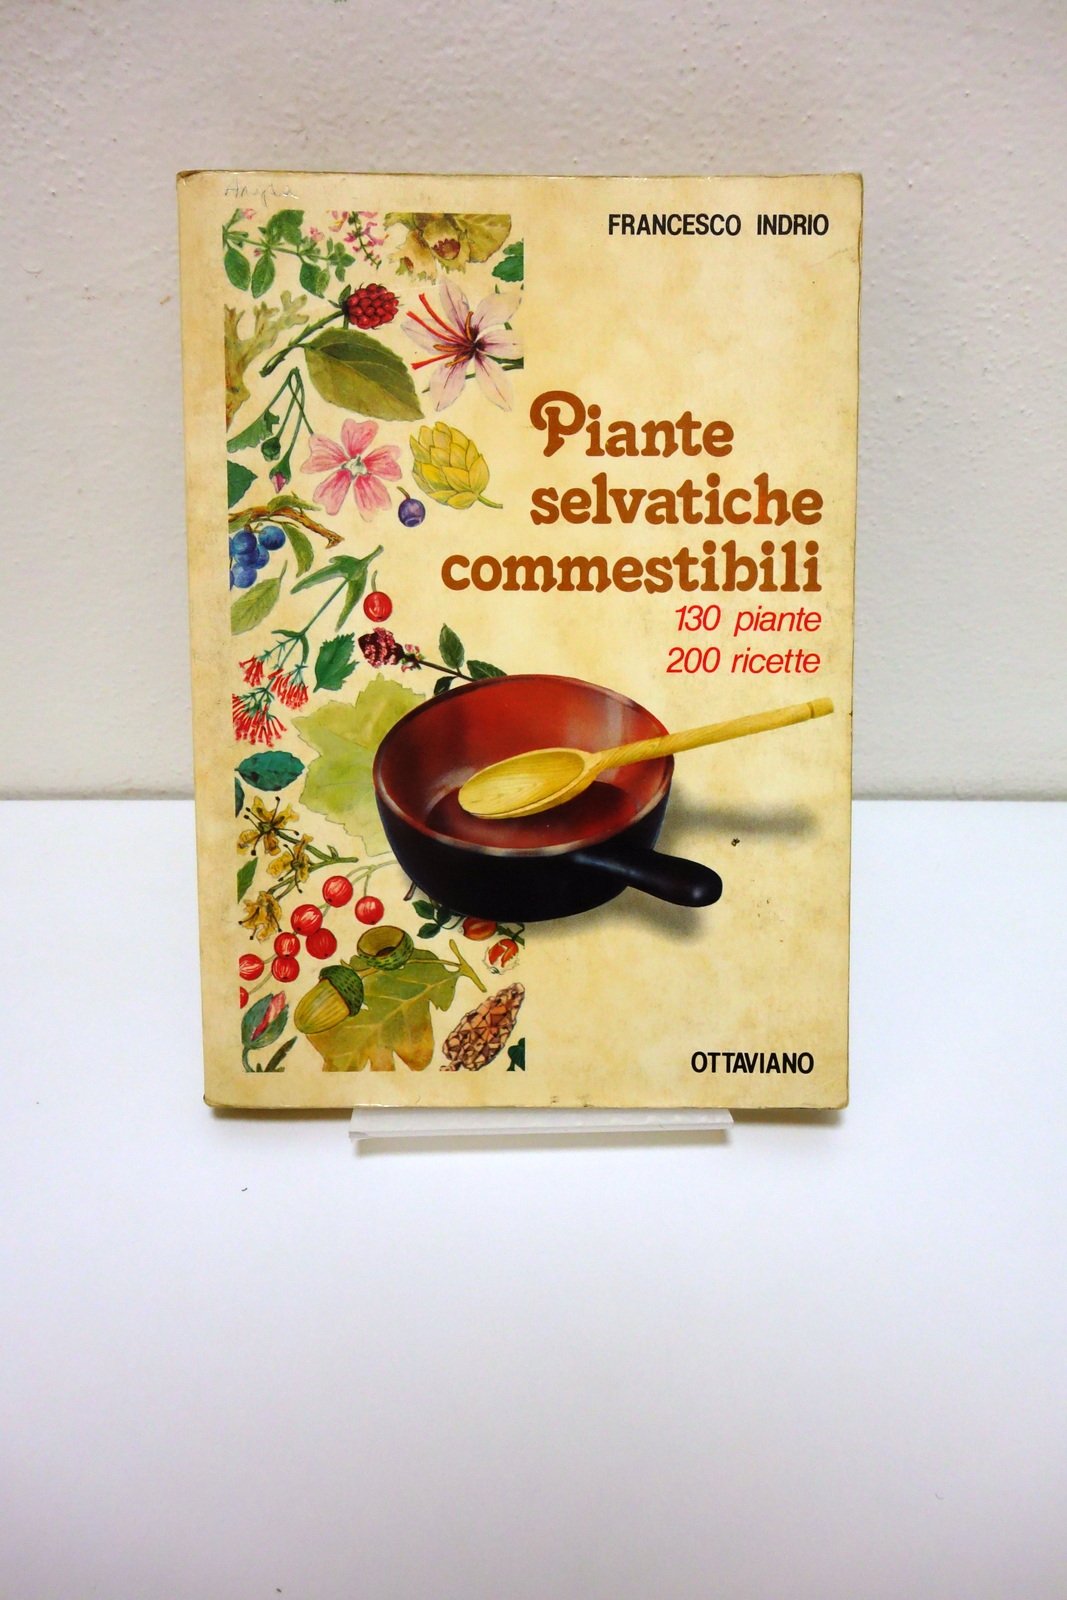 FRANCESCO INDRIO
Piante
selvatiche
commestibili
130 piante
200 ricette
OTTAVIANO